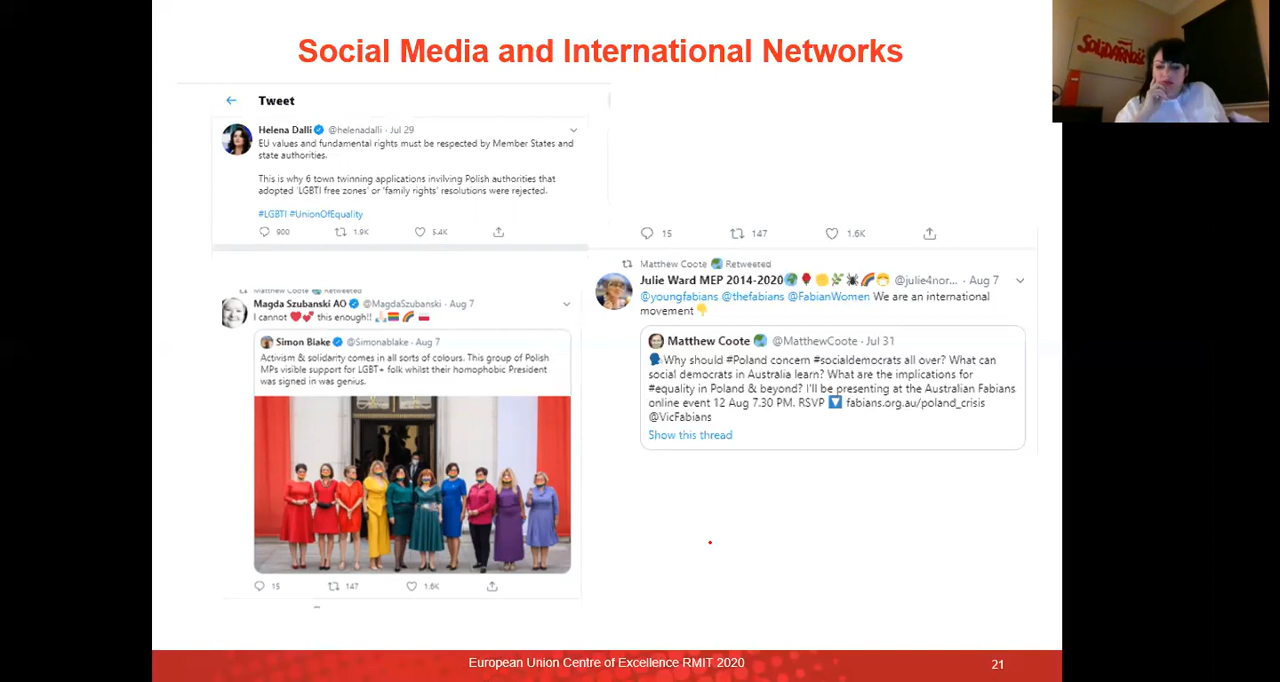 Social Media and International Networks
SOLIDARNOŚĆ
Tweet
Helena Dalli @helenadalli · Jul 29
EU values and fundamental rights must be respected by Member States and
state authorities.
This is why 6 town twinning applications invilving Polish authorities that
adopted 'LGBTI free zones' or 'family rights' resolutions were rejected.
#LGBTI #UnionOfEquality
900 1.9K 5.4K
Matthew Coote Retweeted
Magda Szubanski AO @MagdaSzubanski · Aug 7
I cannot ❤️💕 this enough!! 🙏🏻🏳️‍🌈🌈🇵🇱
Simon Blake @Simonablake · Aug 7
Activism & solidarity comes in all sorts of colours. This group of Polish
MPs visible support for LGBT+ folk whilst their homophobic President
was signed in was genius.
15 147 1.6K
15 147 1.6K
Matthew Coote 🌏 Retweeted
Julie Ward MEP 2014-2020 @julie4nor... · Aug 7
@youngfabians @thefabians @FabianWomen We are an international
movement 👇
Matthew Coote 🌏 @MatthewCoote · Jul 31
🗣️Why should #Poland concern #socialdemocrats all over? What can
social democrats in Australia learn? What are the implications for
#equality in Poland & beyond? I'll be presenting at the Australian Fabians
online event 12 Aug 7.30 PM. RSVP 🔽 fabians.org.au/poland_crisis
@VicFabians
Show this thread
European Union Centre of Excellence RMIT 2020
21